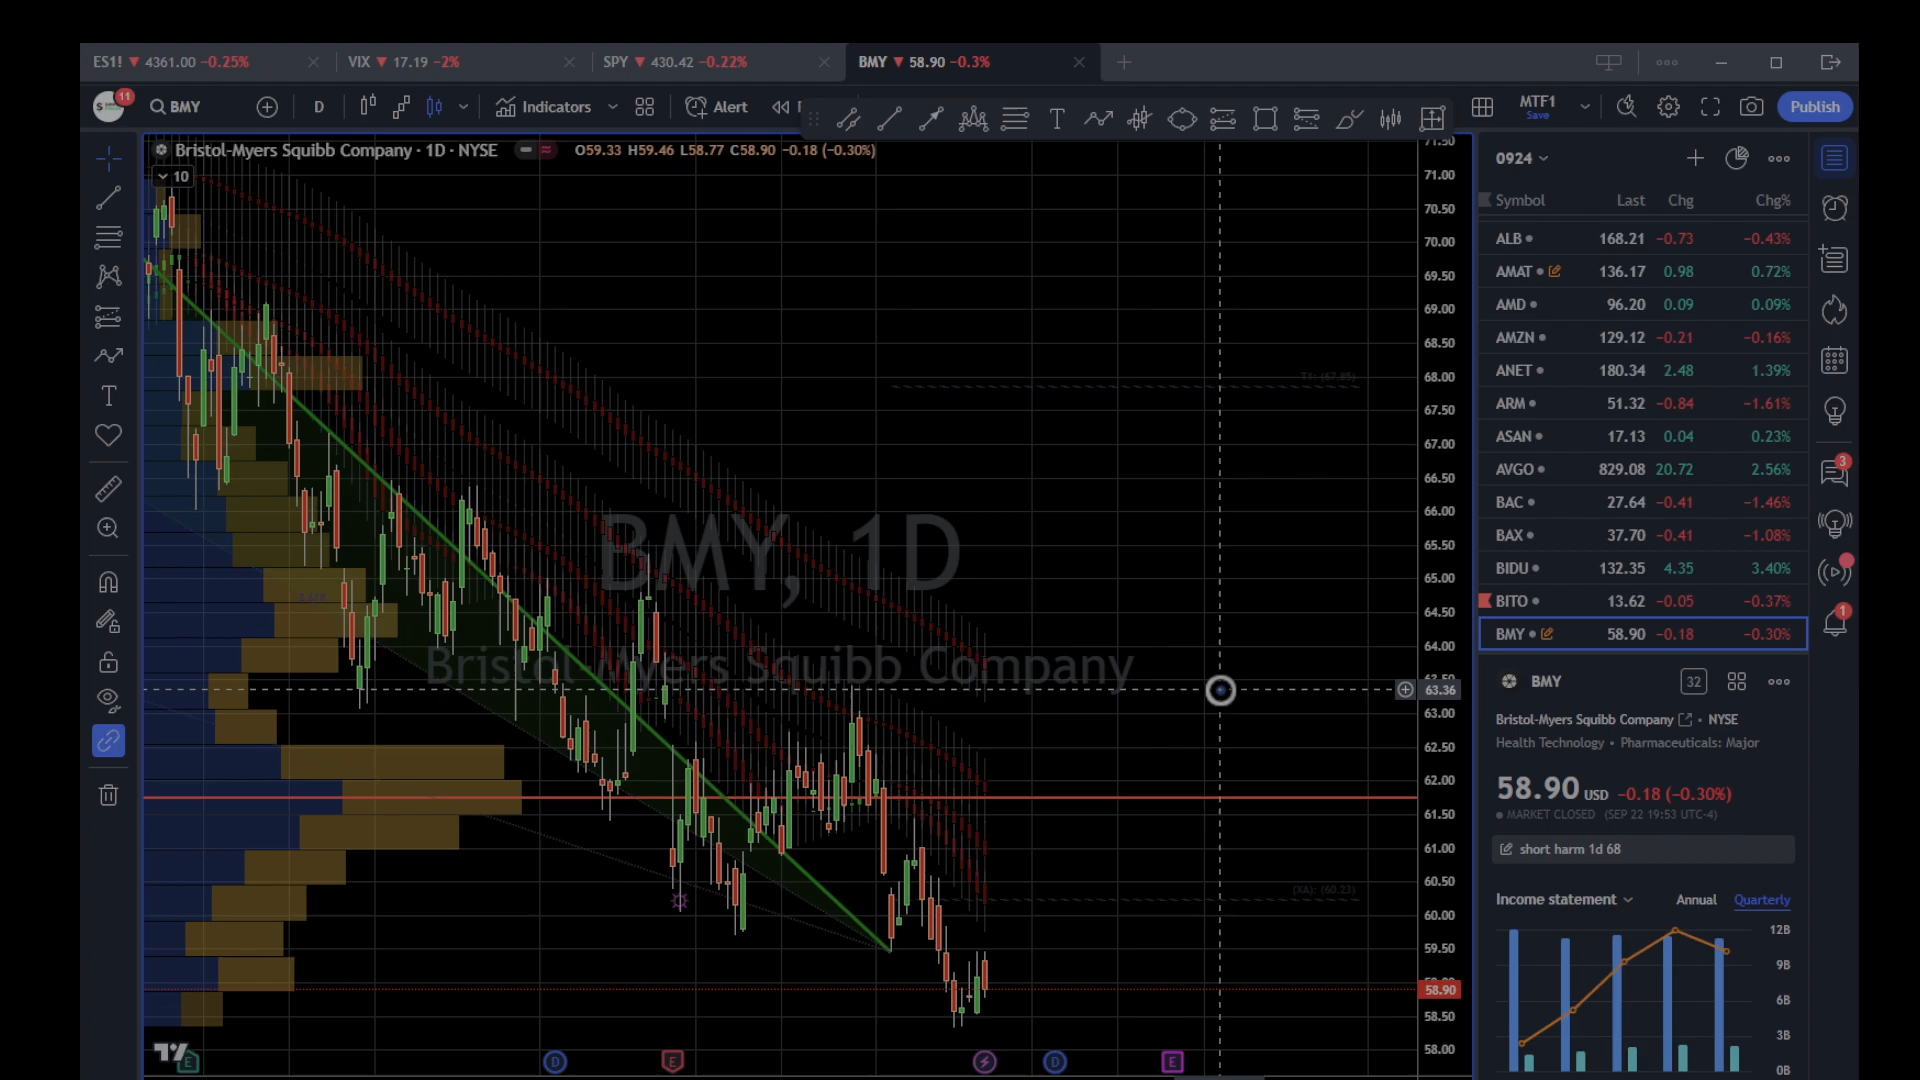 ES1! ▼ 4361.00 −0.25%
VIX ▼ 17.19 −2%
SPY ▼ 430.42 −0.22%
BMY ▼ 58.90 −0.3%
11
BMY
D
Indicators
Alert
MTF1
Save
Publish
Bristol-Myers Squibb Company · 1D · NYSE
O59.33 H59.46 L58.77 C58.90 −0.18 (−0.30%)
10
BMY, 1D
Bristol-Myers Squibb Company
T1: (67.85)
(XA): (60.23)
71.50
71.00
70.50
70.00
69.50
69.00
68.50
68.00
67.50
67.00
66.50
66.00
65.50
65.00
64.50
64.00
63.36
63.00
62.50
62.00
61.50
61.00
60.50
60.00
59.50
58.90
58.50
58.00
E
D
E
D
E
0924
Symbol Last Chg Chg%
ALB 168.21 −0.73 −0.43%
AMAT 136.17 0.98 0.72%
AMD 96.20 0.09 0.09%
AMZN 129.12 −0.21 −0.16%
ANET 180.34 2.48 1.39%
ARM 51.32 −0.84 −1.61%
ASAN 17.13 0.04 0.23%
AVGO 829.08 20.72 2.56%
BAC 27.64 −0.41 −1.46%
BAX 37.70 −0.41 −1.08%
BIDU 132.35 4.35 3.40%
BITO 13.62 −0.05 −0.37%
BMY 58.90 −0.18 −0.30%
BMY
32
Bristol-Myers Squibb Company • NYSE
Health Technology • Pharmaceuticals: Major
58.90 USD −0.18 (−0.30%)
MARKET CLOSED (SEP 22 19:53 UTC-4)
short harm 1d 68
Income statement Annual Quarterly
12B
9B
6B
3B
0B
3
1